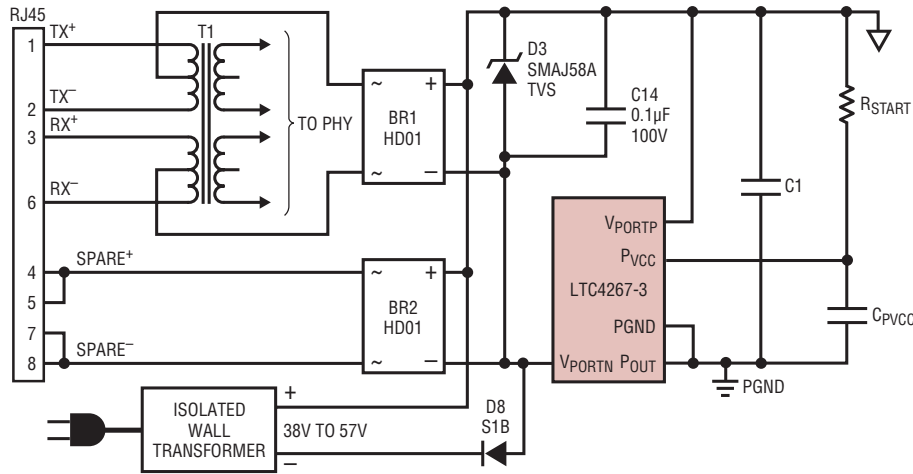 RJ45
1 TX+
2 TX−
3 RX+
6 RX−
4 SPARE+
5
7
8 SPARE−
T1
TO PHY
~ +
BR1
HD01
~ −
~ +
BR2
HD01
~ −
D3
SMAJ58A
TVS
C14
0.1µF
100V
C1
RSTART
VPORTP
PVCC
LTC4267-3
PGND
VPORTN POUT
CPVCC
PGND
ISOLATED
WALL
TRANSFORMER
+
38V TO 57V
−
D8
S1B